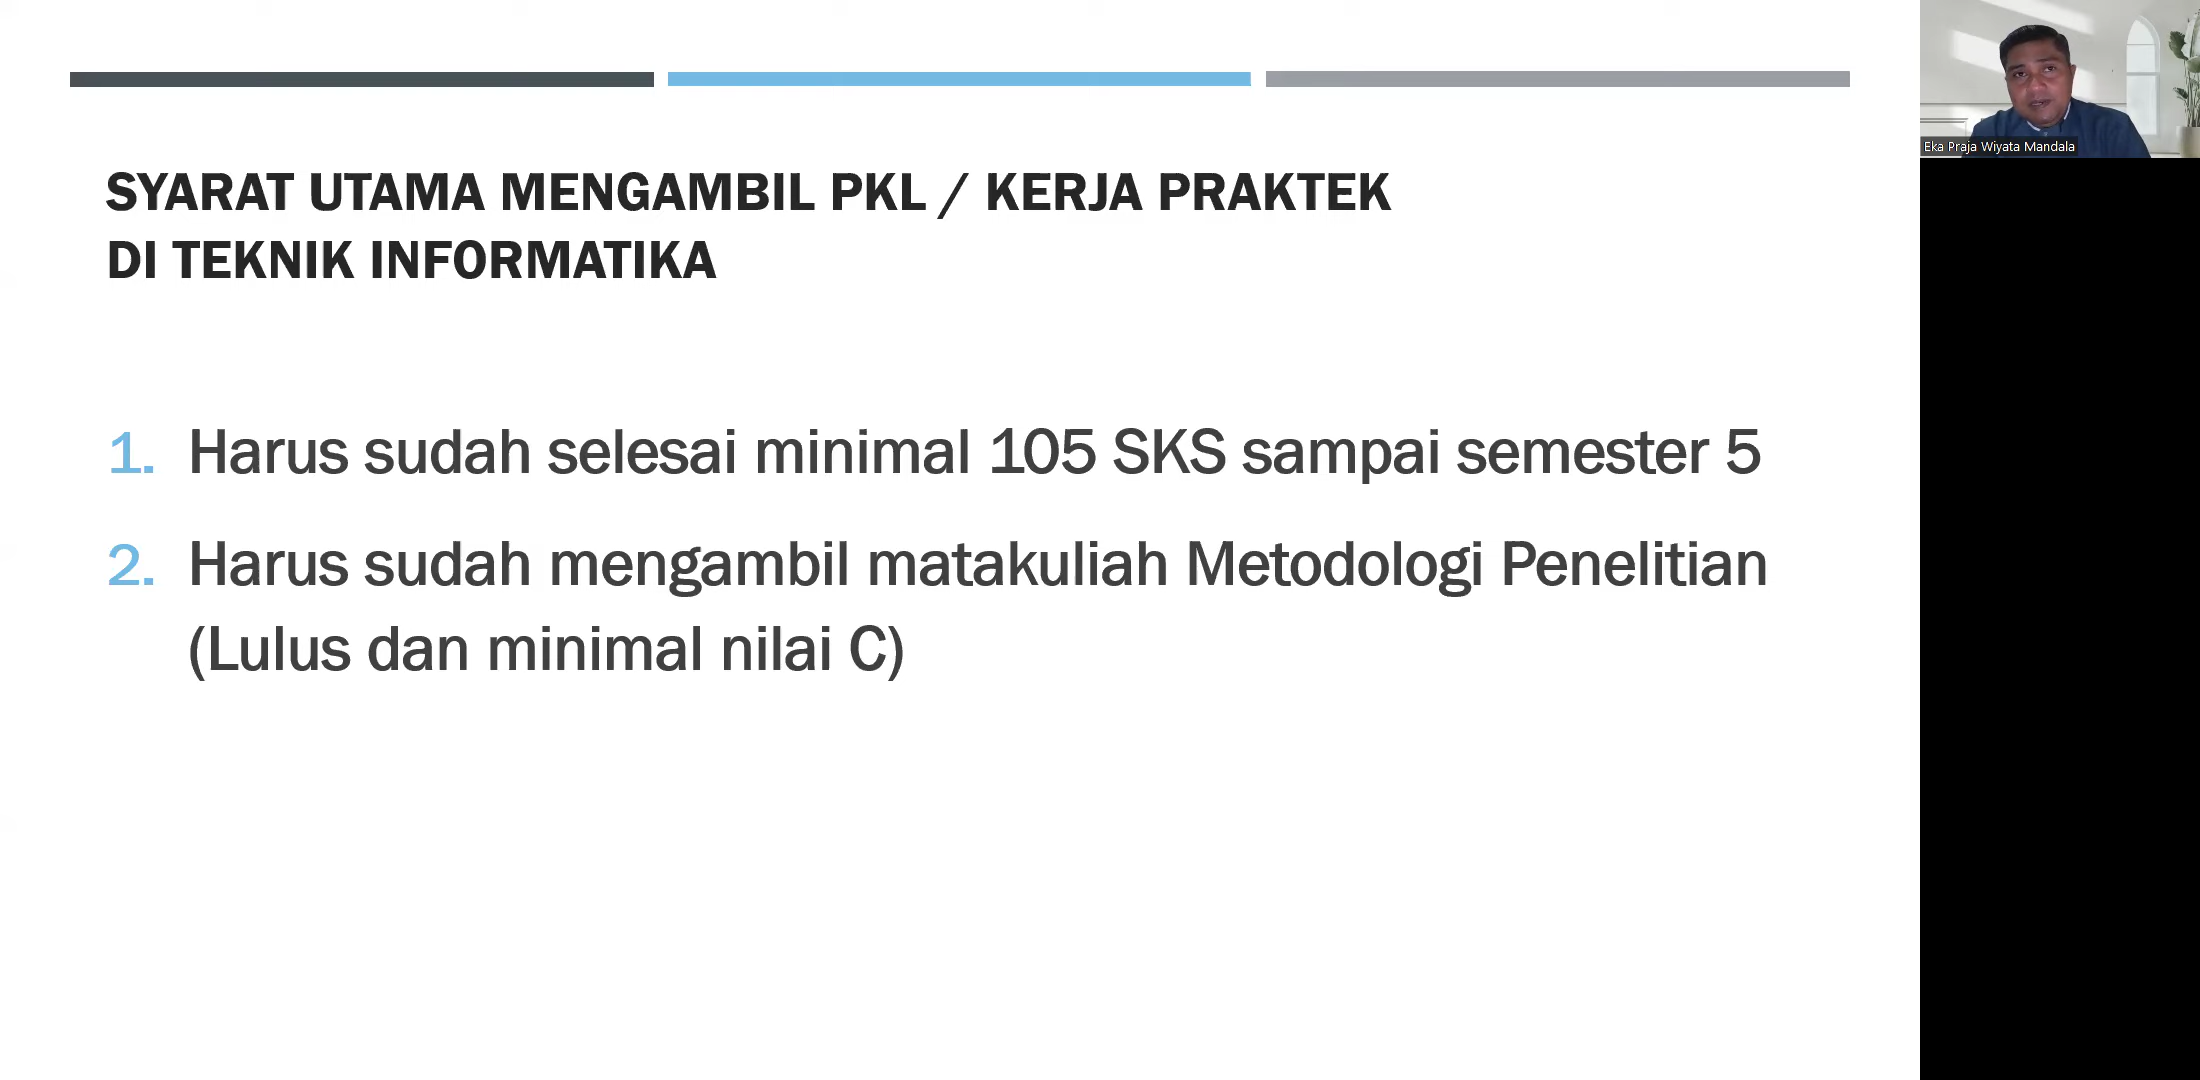 SYARAT UTAMA MENGAMBIL PKL / KERJA PRAKTEK
DI TEKNIK INFORMATIKA
1. Harus sudah selesai minimal 105 SKS sampai semester 5
2. Harus sudah mengambil matakuliah Metodologi Penelitian
(Lulus dan minimal nilai C)
Eka Praja Wiyata Mandala